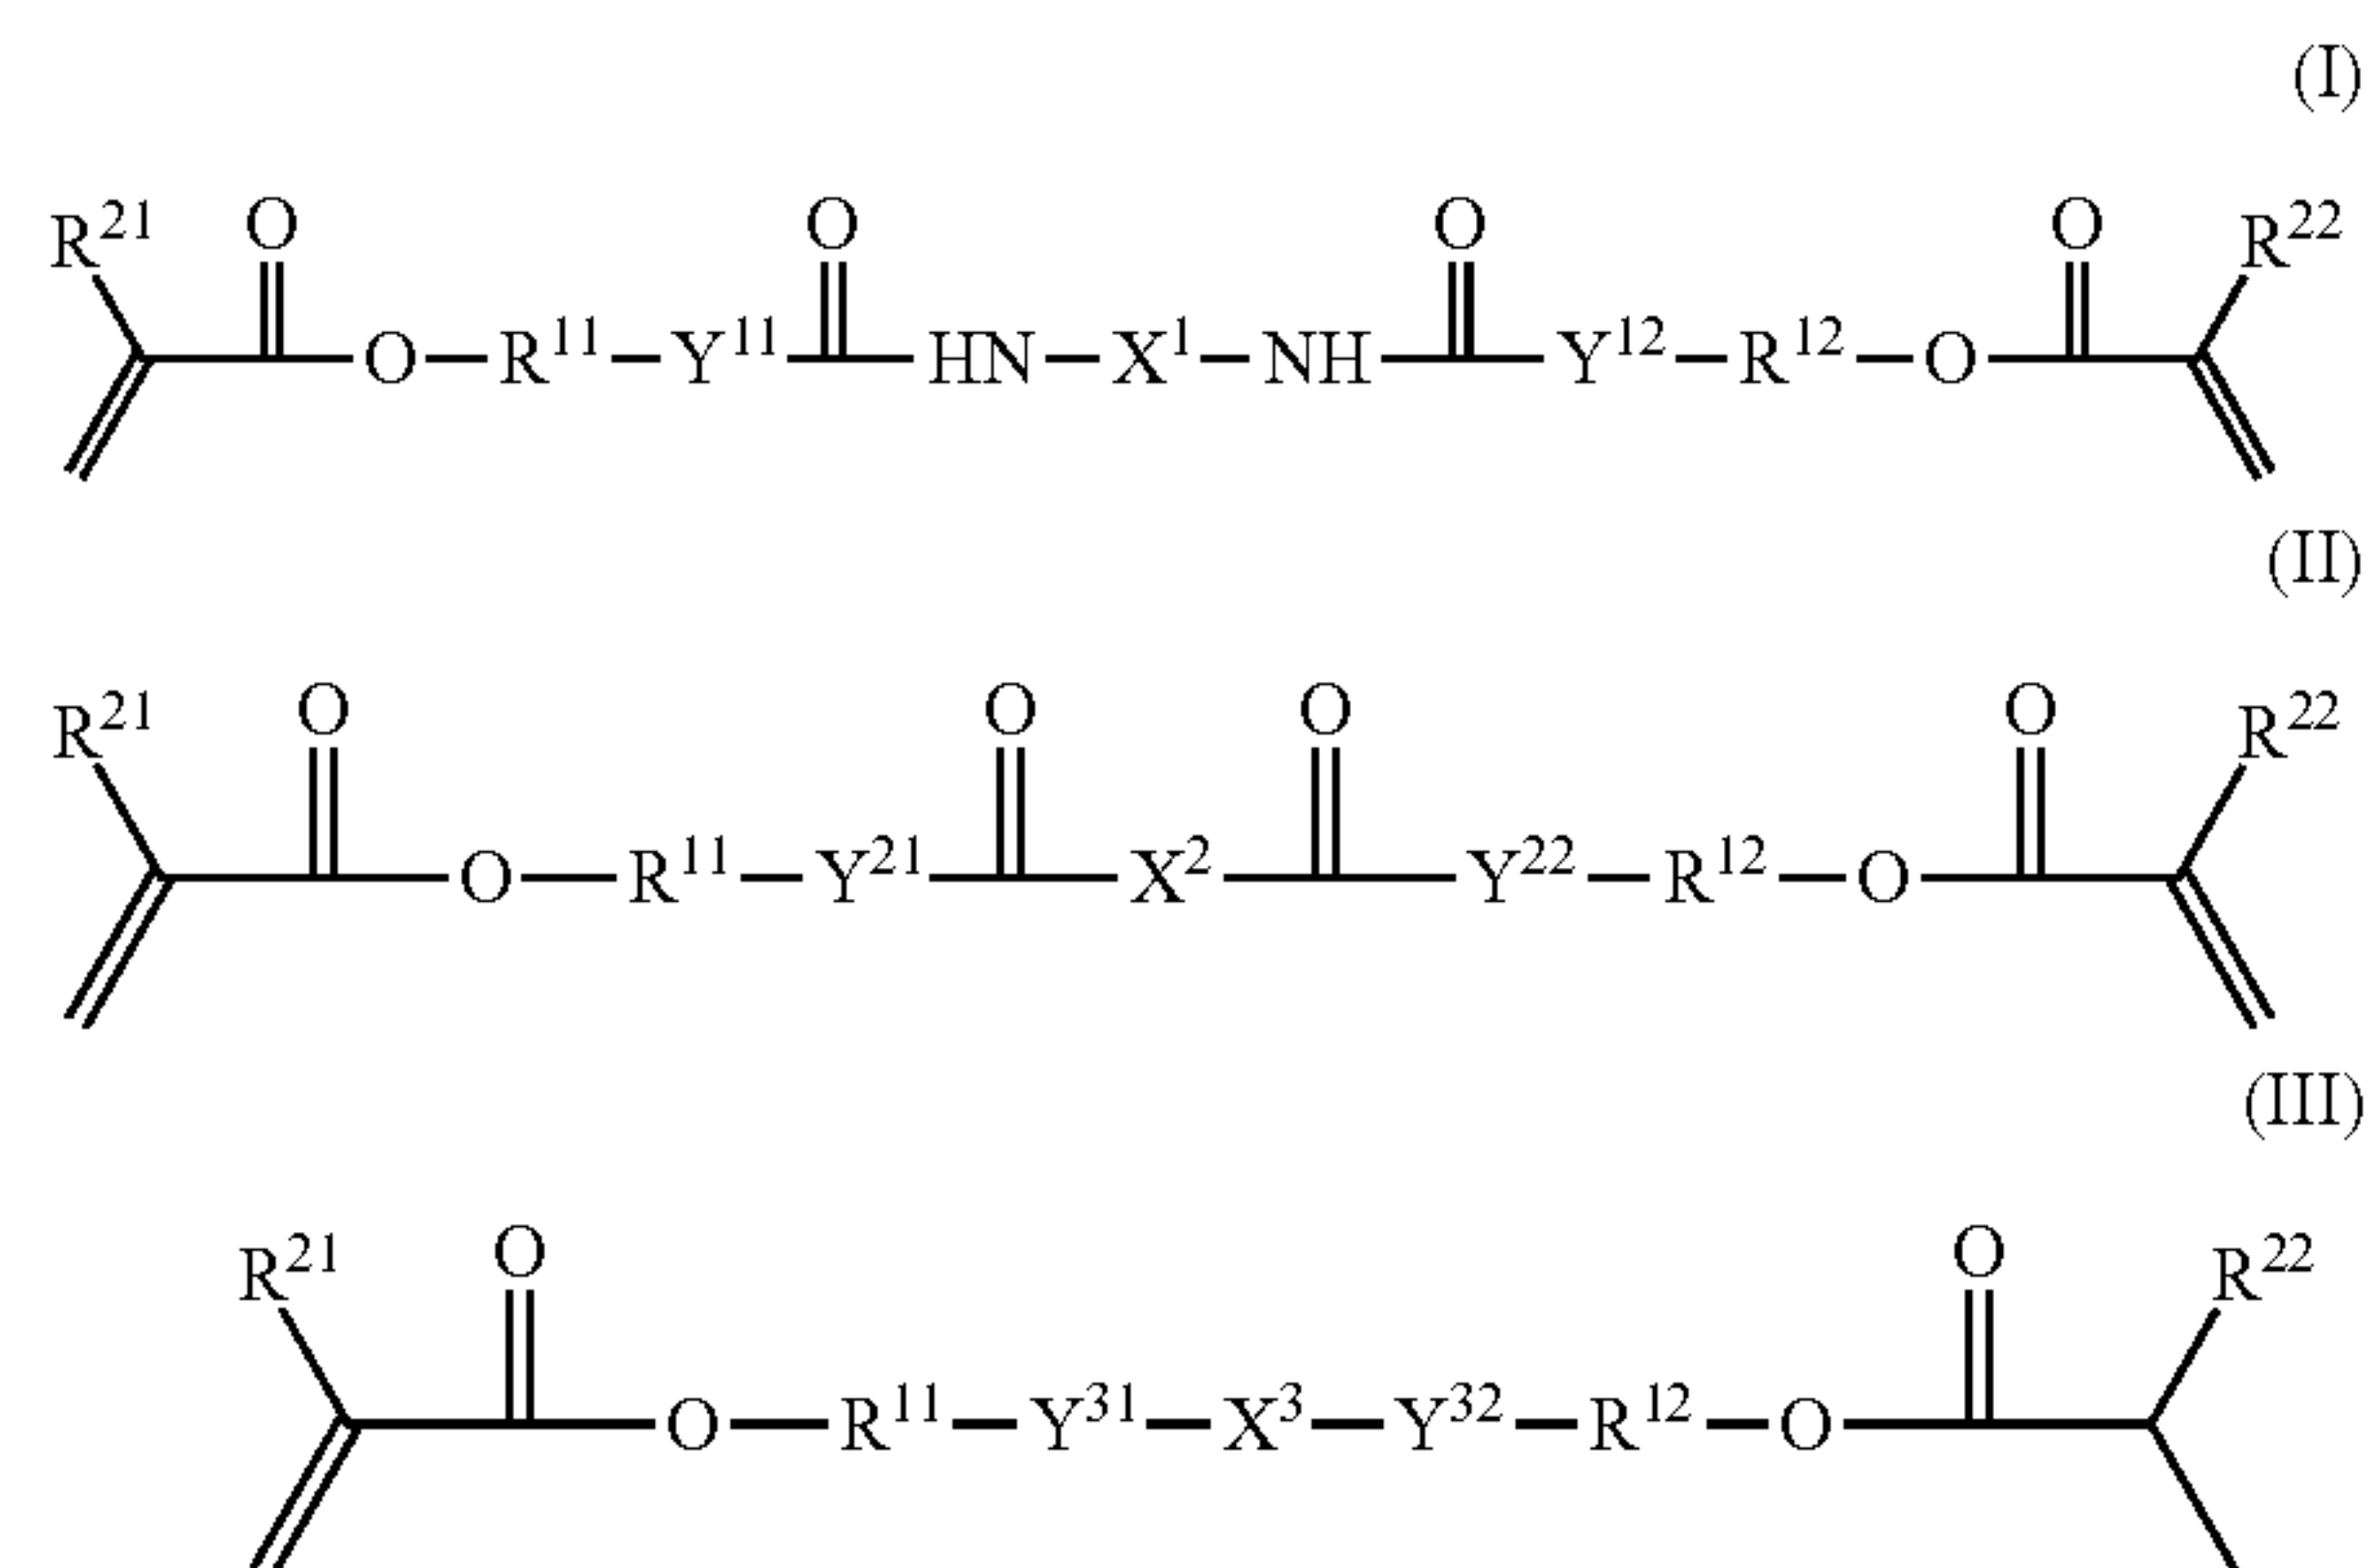 (I)
R21 O O O O R22
O R11 Y11 HN X1 NH Y12 R12 O
(II)
R21 O O O O R22
O R11 Y21 X2 Y22 R12 O
(III)
R21 O O R22
O R11 Y31 X3 Y32 R12 O